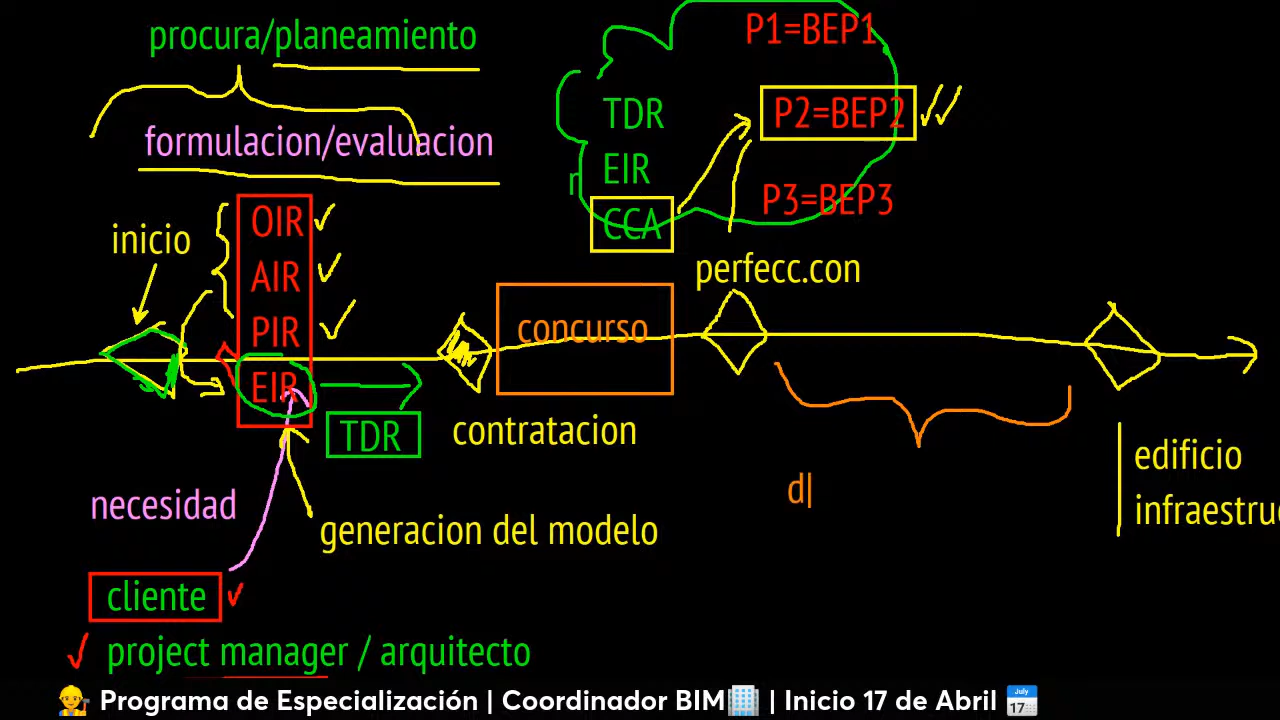 procura/planeamiento
formulacion/evaluacion
inicio
OIR
AIR
PIR
EIR
TDR
necesidad
cliente
project manager / arquitecto
generacion del modelo
contratacion
concurso
TDR
EIR
CCA
P1=BEP1
P2=BEP2
P3=BEP3
perfecc.con
d
edificio
infraestruc
Programa de Especialización | Coordinador BIM | Inicio 17 de Abril
July
17